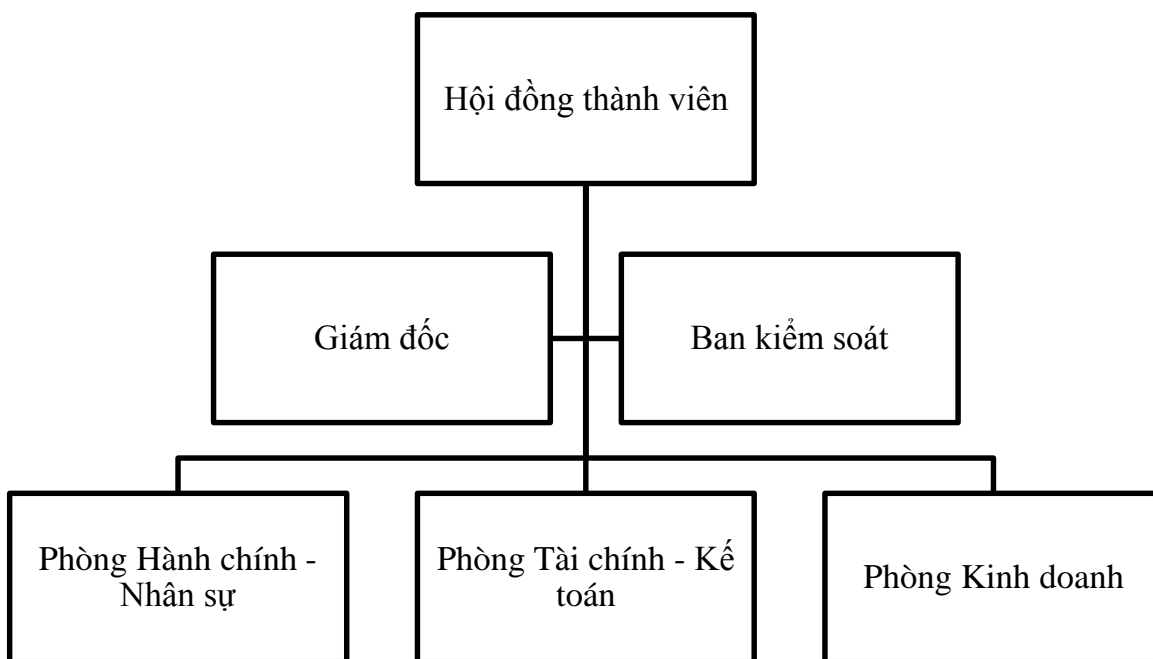 Hội đồng thành viên
Giám đốc
Ban kiểm soát
Phòng Hành chính -
Nhân sự
Phòng Tài chính - Kế
toán
Phòng Kinh doanh